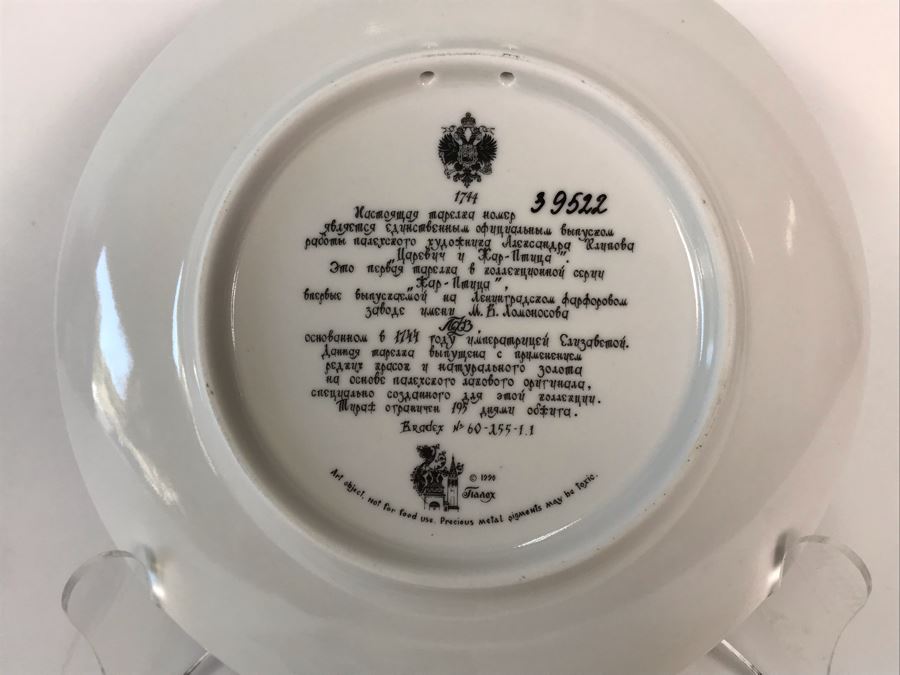 1744
Настоящая тарелка номер 39522
является единственным официальным выпуском
работы палехского художника Александра Клипова
„Царевич и Жар-Птица".
Это первая тарелка в коллекционной серии
„Жар-Птица",
впервые выпускаемой на Ленинградском фарфоровом
заводе имени М.В. Ломоносова
ЛФЗ,
основанном в 1744 году императрицей Елизаветой.
Данная тарелка выпущена с применением
редких красок и натурального золота
на основе палехского лакового оригинала,
специально созданного для этой коллекции.
Тираж ограничен 195 днями обжига.
Bradex № 60-255-1.1
© 1990
Палех
Art object. Not for food use. Precious metal pigments may be toxic.